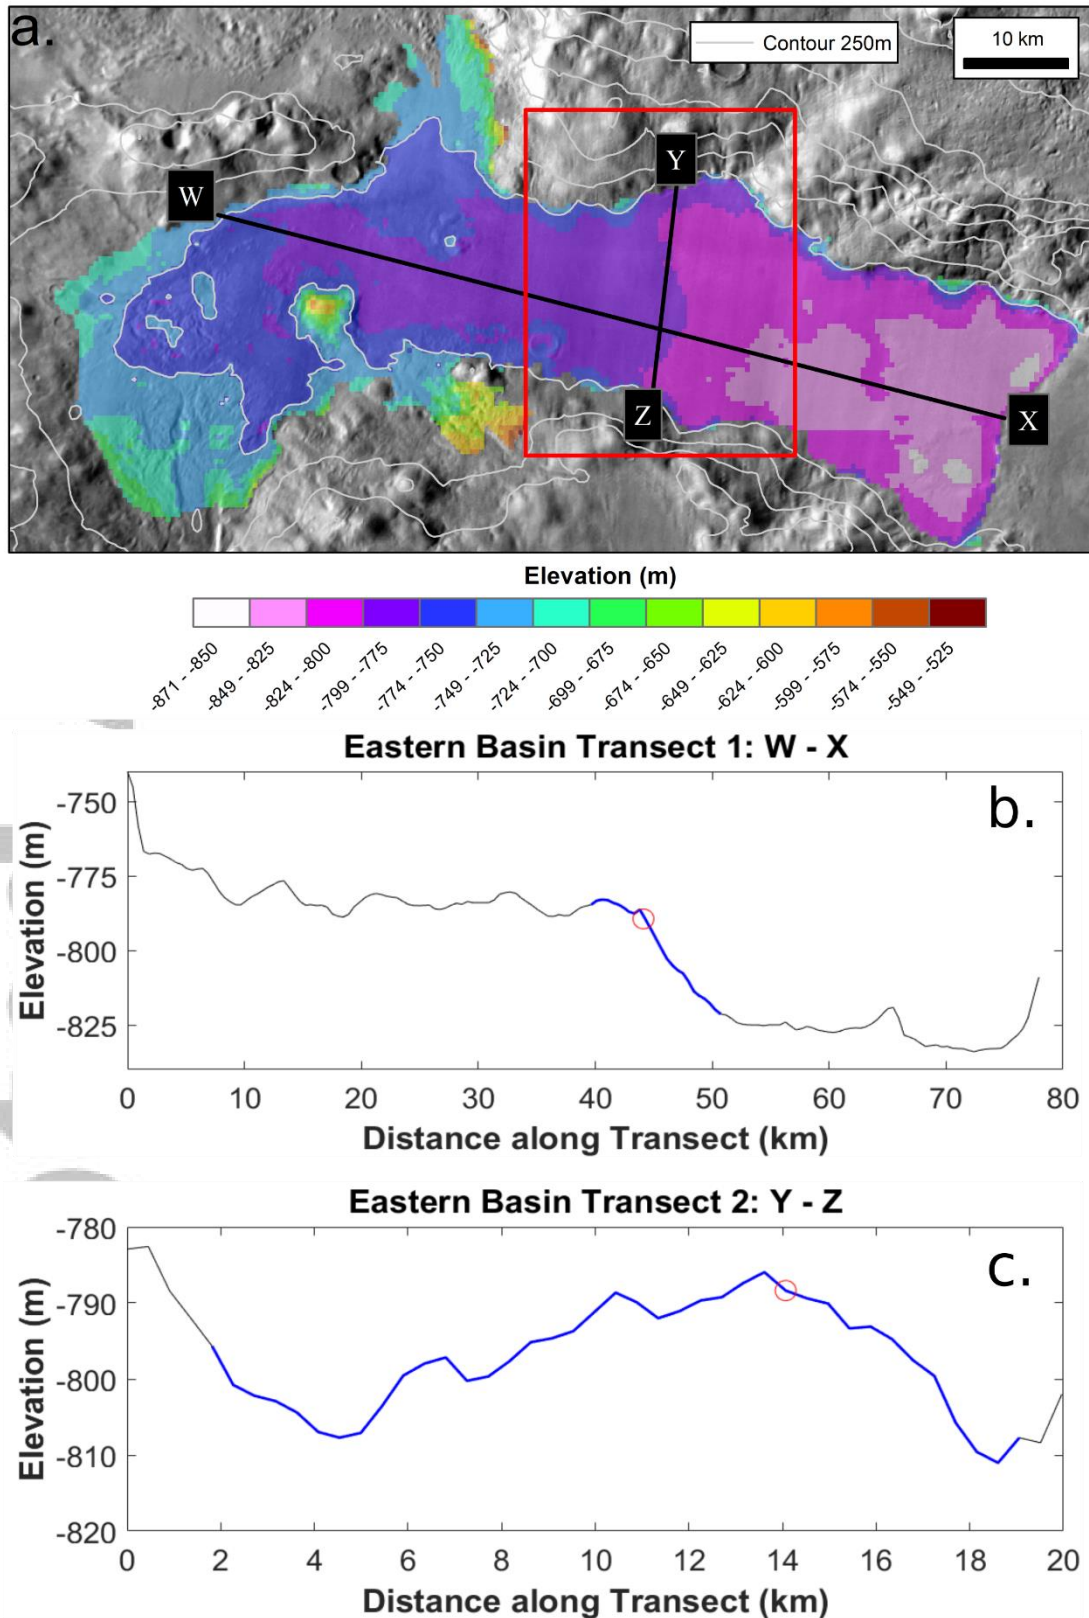 a.
Contour 250m
10 km
W
Y
Z
X
Elevation (m)
-871 - -850
-849 - -825
-824 - -800
-799 - -775
-774 - -750
-749 - -725
-724 - -700
-699 - -675
-674 - -650
-649 - -625
-624 - -600
-599 - -575
-574 - -550
-549 - -525
Eastern Basin Transect 1: W - X
b.
Elevation (m)
-750
-775
-800
-825
0 10 20 30 40 50 60 70 80
Distance along Transect (km)
Eastern Basin Transect 2: Y - Z
c.
Elevation (m)
-780
-790
-800
-810
-820
0 2 4 6 8 10 12 14 16 18 20
Distance along Transect (km)